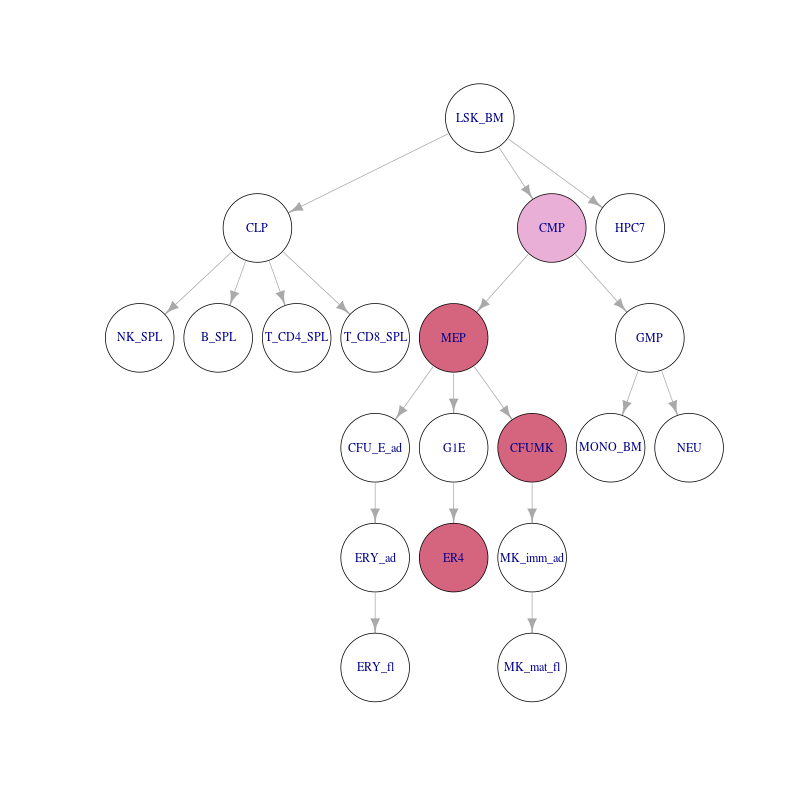 LSK_BM
CLP
CMP
HPC7
NK_SPL
B_SPL
T_CD4_SPL
T_CD8_SPL
MEP
GMP
CFU_E_ad
G1E
CFUMK
MONO_BM
NEU
ERY_ad
ER4
MK_imm_ad
ERY_fl
MK_mat_fl